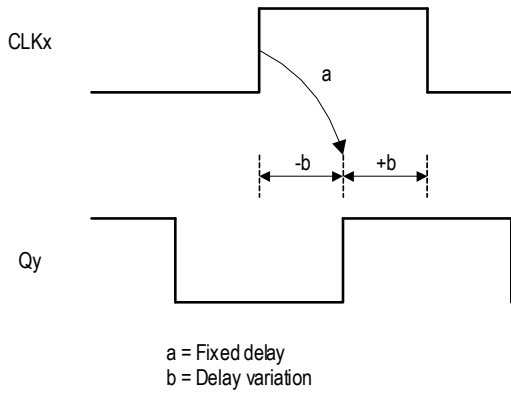 CLKx
a
-b
+b
Qy
a = Fixed delay
b = Delay variation